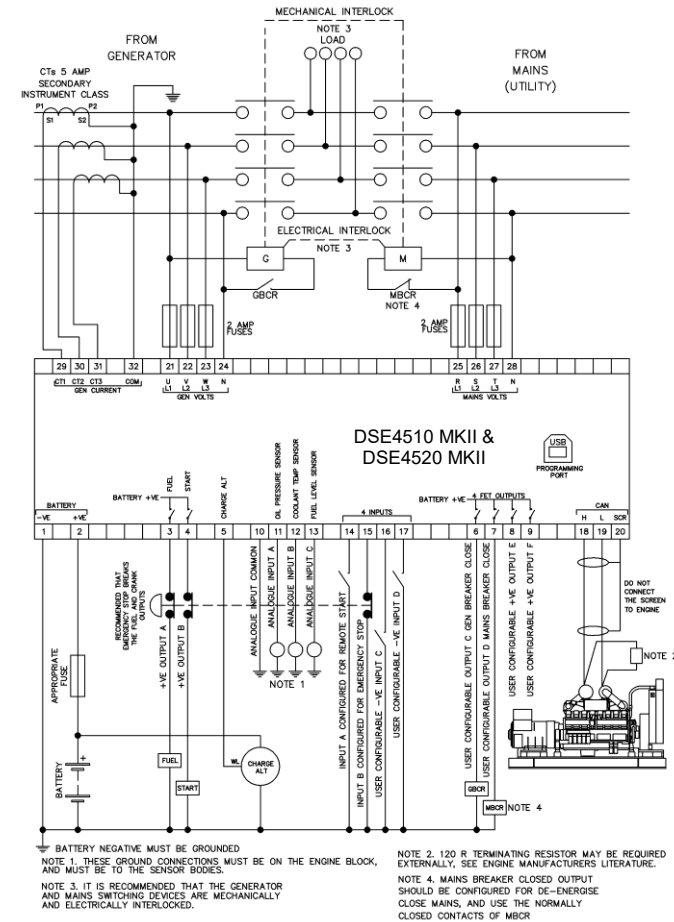 MECHANICAL INTERLOCK
NOTE 3
LOAD
FROM
GENERATOR
FROM
MAINS
(UTILITY)
CTs 5 AMP
SECONDARY
INSTRUMENT CLASS
P1
P2
S1
S2
ELECTRICAL INTERLOCK
NOTE 3
G
M
GBCR
MBCR
NOTE 4
2 AMP
FUSES
2 AMP
FUSES
29 30 31 32 21 22 23 24 25 26 27 28
CT1 CT2 CT3 COM
GEN CURRENT
U V W N
L1 L2 L3
GEN VOLTS
R S T N
L1 L2 L3
MAINS VOLTS
DSE4510 MKII &
DSE4520 MKII
USB
PROGRAMMING
PORT
BATTERY
-VE +VE
BATTERY +VE
FUEL
START
CHARGE ALT
OIL PRESSURE SENSOR
COOLANT TEMP SENSOR
FUEL LEVEL SENSOR
4 INPUTS
BATTERY +VE
4 FET OUTPUTS
CAN
H L SCR
1 2 3 4 5 10 11 12 13 14 15 16 17 6 7 8 9 18 19 20
RECOMMENDED THAT
EMERGENCY STOP BREAKS
THE FUEL AND CRANK
OUTPUTS
+VE OUTPUT A
+VE OUTPUT B
ANALOGUE INPUT COMMON
ANALOGUE INPUT A
ANALOGUE INPUT B
ANALOGUE INPUT C
NOTE 1
INPUT A CONFIGURED FOR REMOTE START
INPUT B CONFIGURED FOR EMERGENCY STOP
USER CONFIGURABLE -VE INPUT C
USER CONFIGURABLE -VE INPUT D
USER CONFIGURABLE OUTPUT C GEN BREAKER CLOSE
USER CONFIGURABLE OUTPUT D MAINS BREAKER CLOSE
USER CONFIGURABLE +VE OUTPUT E
USER CONFIGURABLE +VE OUTPUT F
DO NOT
CONNECT
THE SCREEN
TO ENGINE
NOTE 2
APPROPRIATE
FUSE
BATTERY
FUEL
START
WL
CHARGE
ALT
GBCR
MBCR
NOTE 4
BATTERY NEGATIVE MUST BE GROUNDED
NOTE 1. THESE GROUND CONNECTIONS MUST BE ON THE ENGINE BLOCK,
AND MUST BE TO THE SENSOR BODIES.
NOTE 3. IT IS RECOMMENDED THAT THE GENERATOR
AND MAINS SWITCHING DEVICES ARE MECHANICALLY
AND ELECTRICALLY INTERLOCKED.
NOTE 2. 120 R TERMINATING RESISTOR MAY BE REQUIRED
EXTERNALLY, SEE ENGINE MANUFACTURERS LITERATURE.
NOTE 4. MAINS BREAKER CLOSED OUTPUT
SHOULD BE CONFIGURED FOR DE-ENERGISE
CLOSE MAINS, AND USE THE NORMALLY
CLOSED CONTACTS OF MBCR